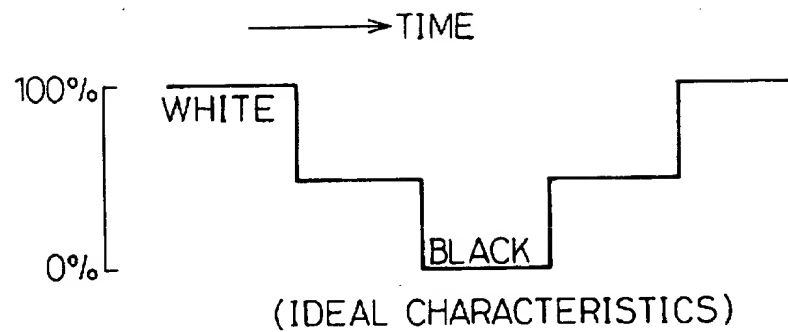 TIME
100%
WHITE
0%
BLACK
(IDEAL CHARACTERISTICS)